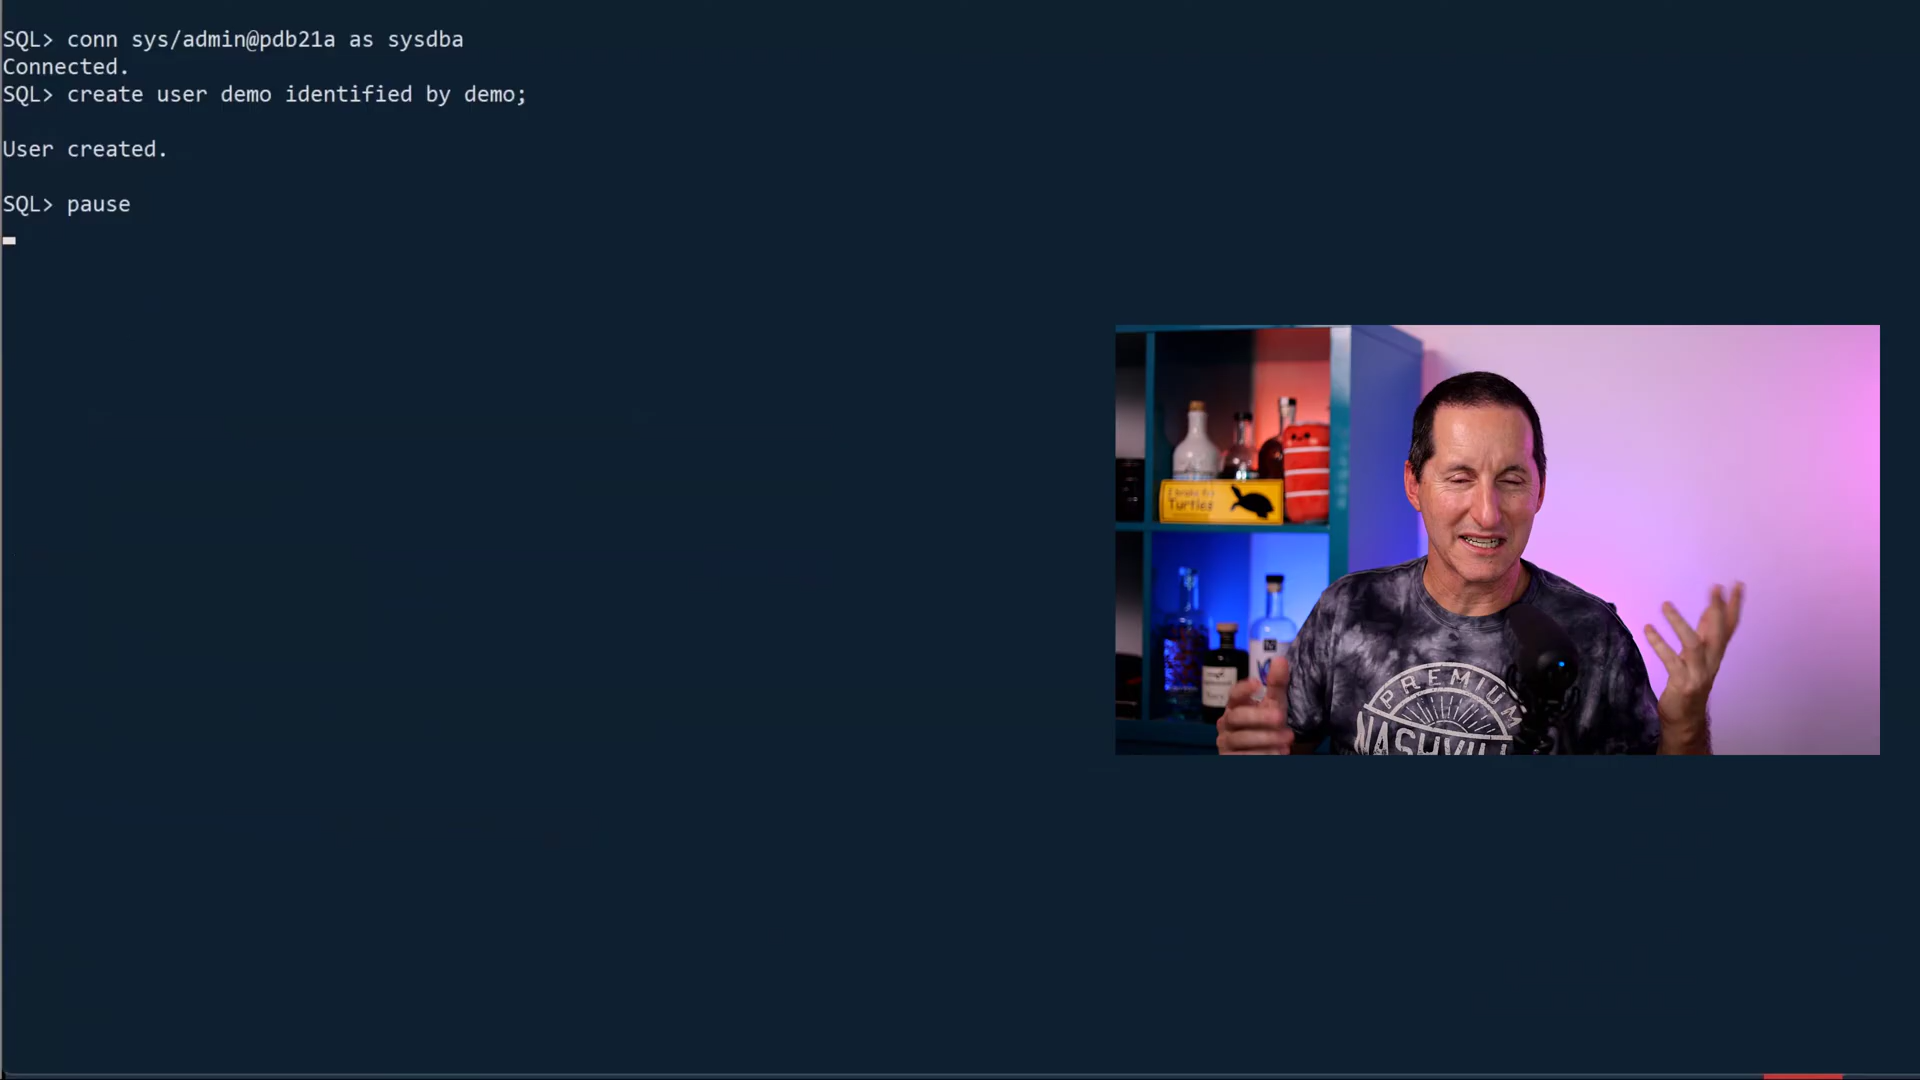 SQL> conn sys/admin@pdb21a as sysdba
Connected.
SQL> create user demo identified by demo;
User created.
SQL> pause
Turtles
PREMIUM